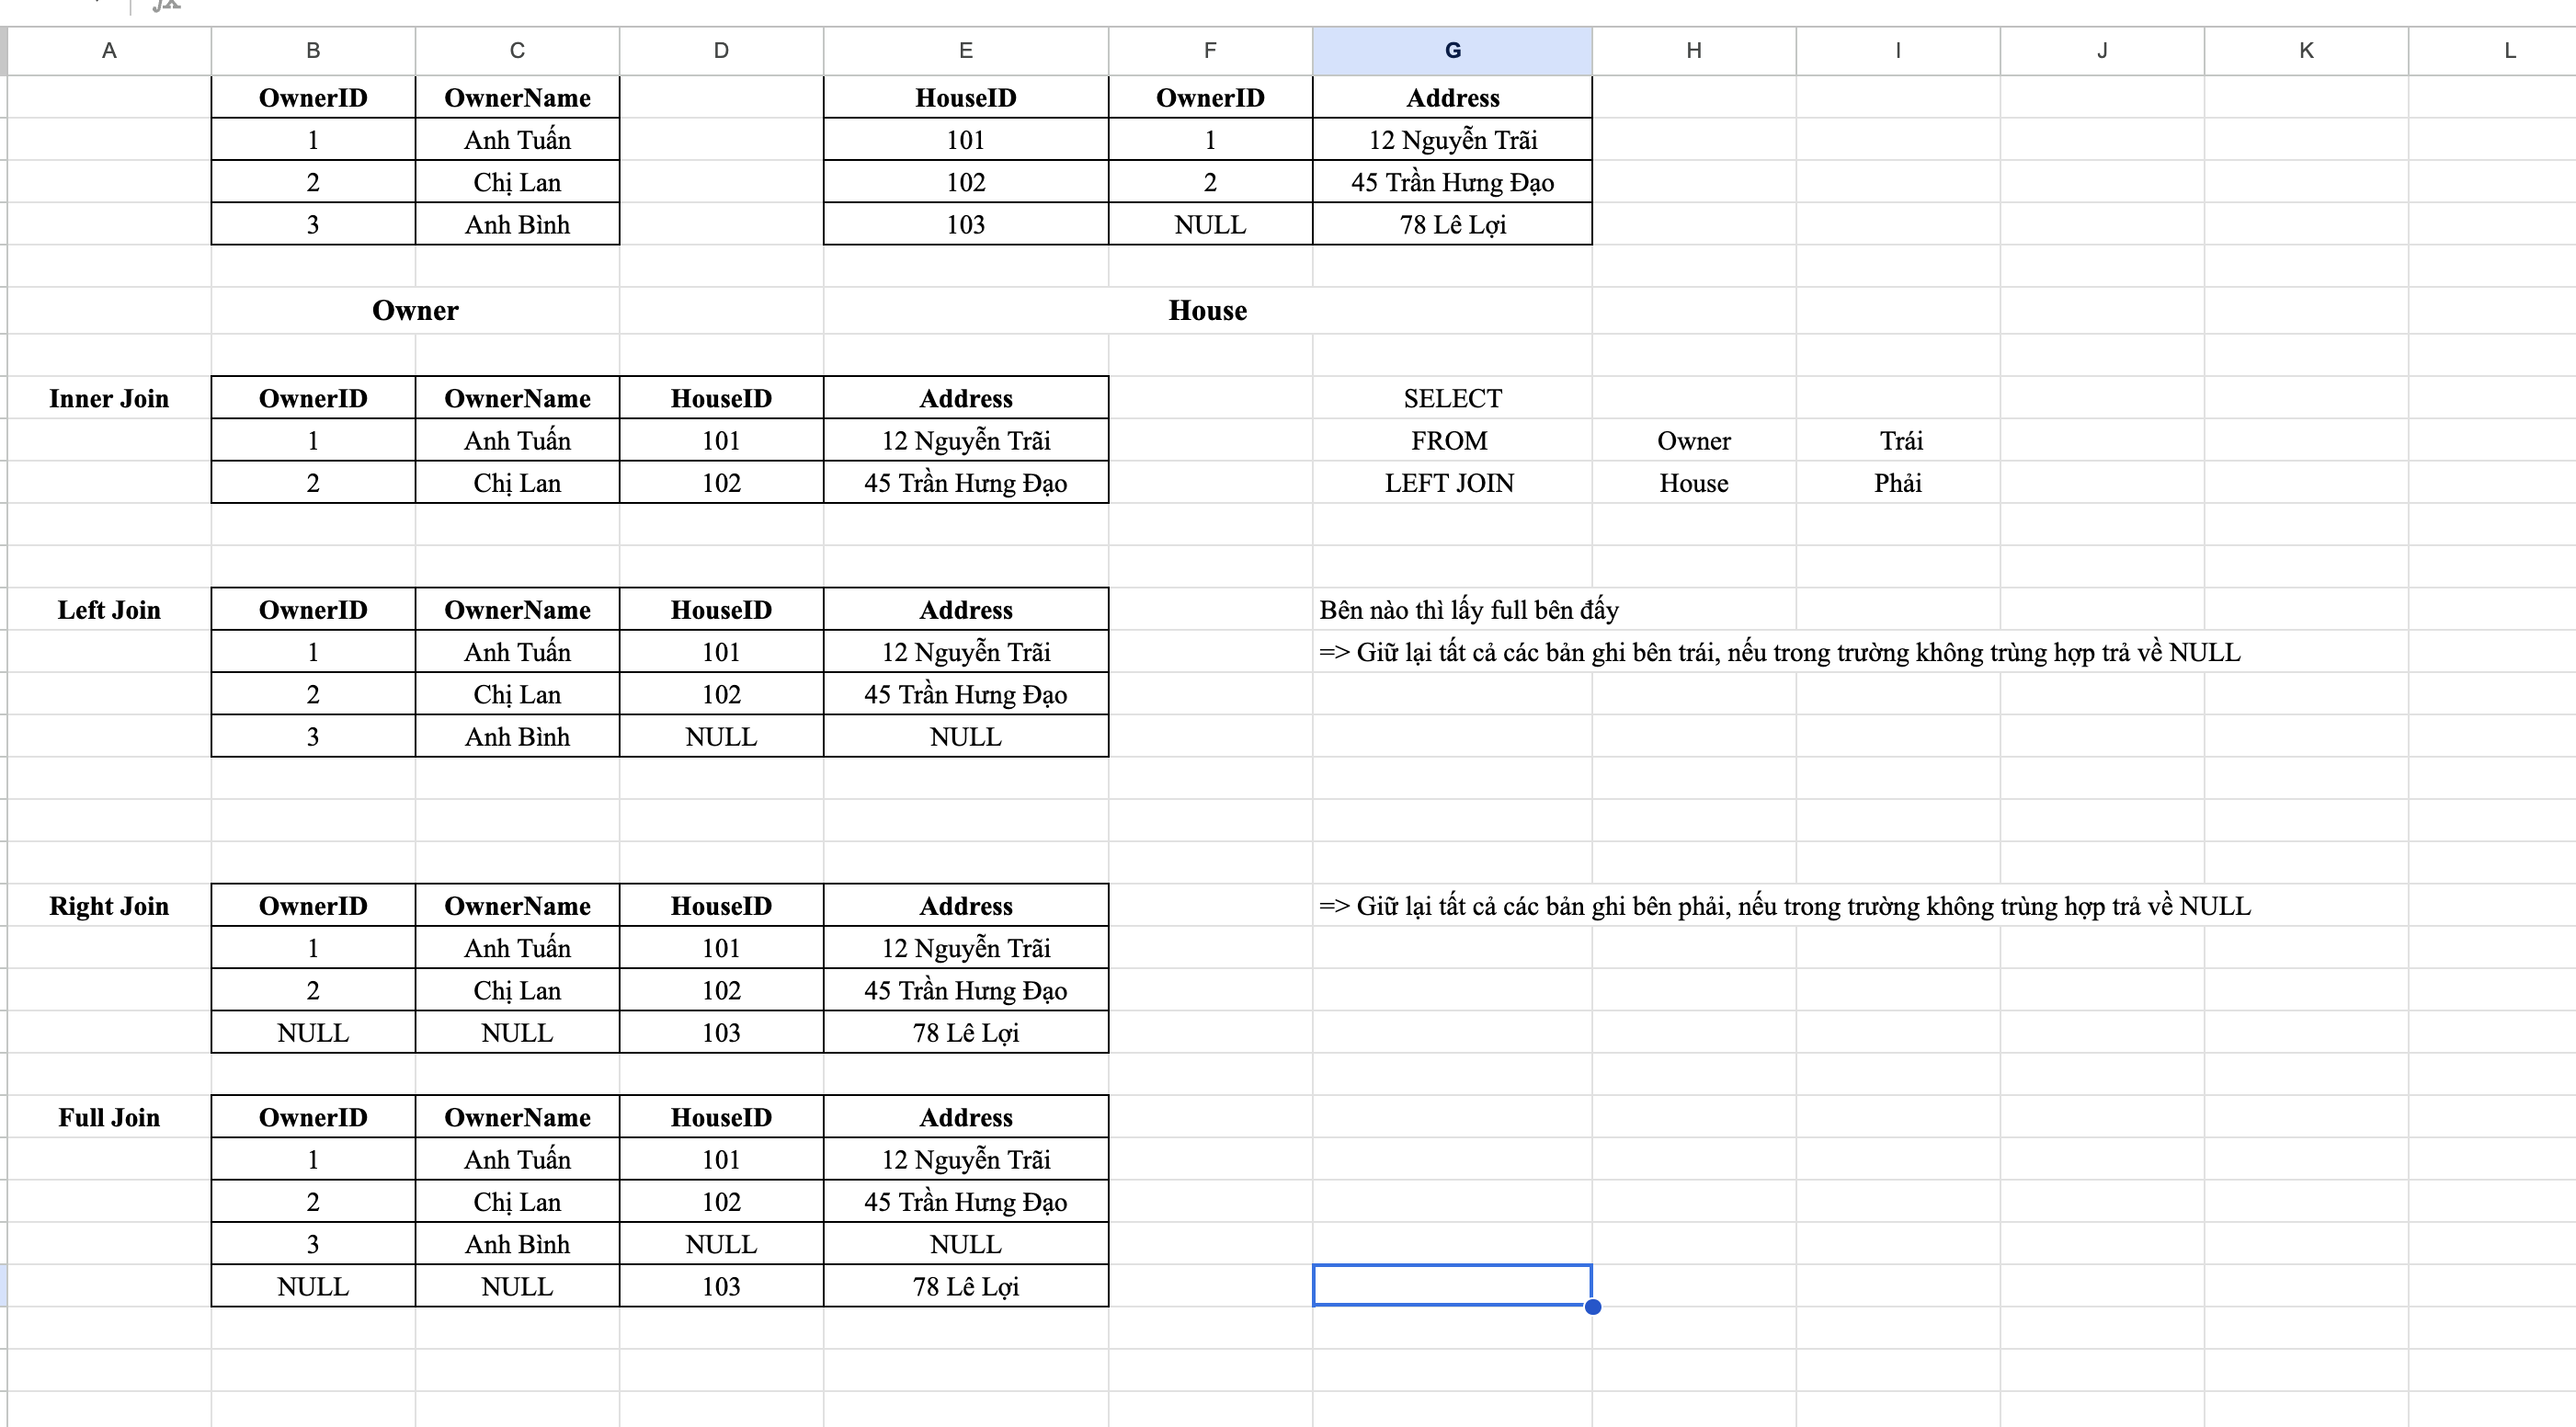 A B C D E F G H I J K L
OwnerID OwnerName HouseID OwnerID Address
1 Anh Tuấn 101 1 12 Nguyễn Trãi
2 Chị Lan 102 2 45 Trần Hưng Đạo
3 Anh Bình 103 NULL 78 Lê Lợi
Owner House
Inner Join OwnerID OwnerName HouseID Address SELECT
1 Anh Tuấn 101 12 Nguyễn Trãi FROM Owner Trái
2 Chị Lan 102 45 Trần Hưng Đạo LEFT JOIN House Phải
Left Join OwnerID OwnerName HouseID Address Bên nào thì lấy full bên đấy
1 Anh Tuấn 101 12 Nguyễn Trãi => Giữ lại tất cả các bản ghi bên trái, nếu trong trường không trùng hợp trả về NULL
2 Chị Lan 102 45 Trần Hưng Đạo
3 Anh Bình NULL NULL
Right Join OwnerID OwnerName HouseID Address => Giữ lại tất cả các bản ghi bên phải, nếu trong trường không trùng hợp trả về NULL
1 Anh Tuấn 101 12 Nguyễn Trãi
2 Chị Lan 102 45 Trần Hưng Đạo
NULL NULL 103 78 Lê Lợi
Full Join OwnerID OwnerName HouseID Address
1 Anh Tuấn 101 12 Nguyễn Trãi
2 Chị Lan 102 45 Trần Hưng Đạo
3 Anh Bình NULL NULL
NULL NULL 103 78 Lê Lợi